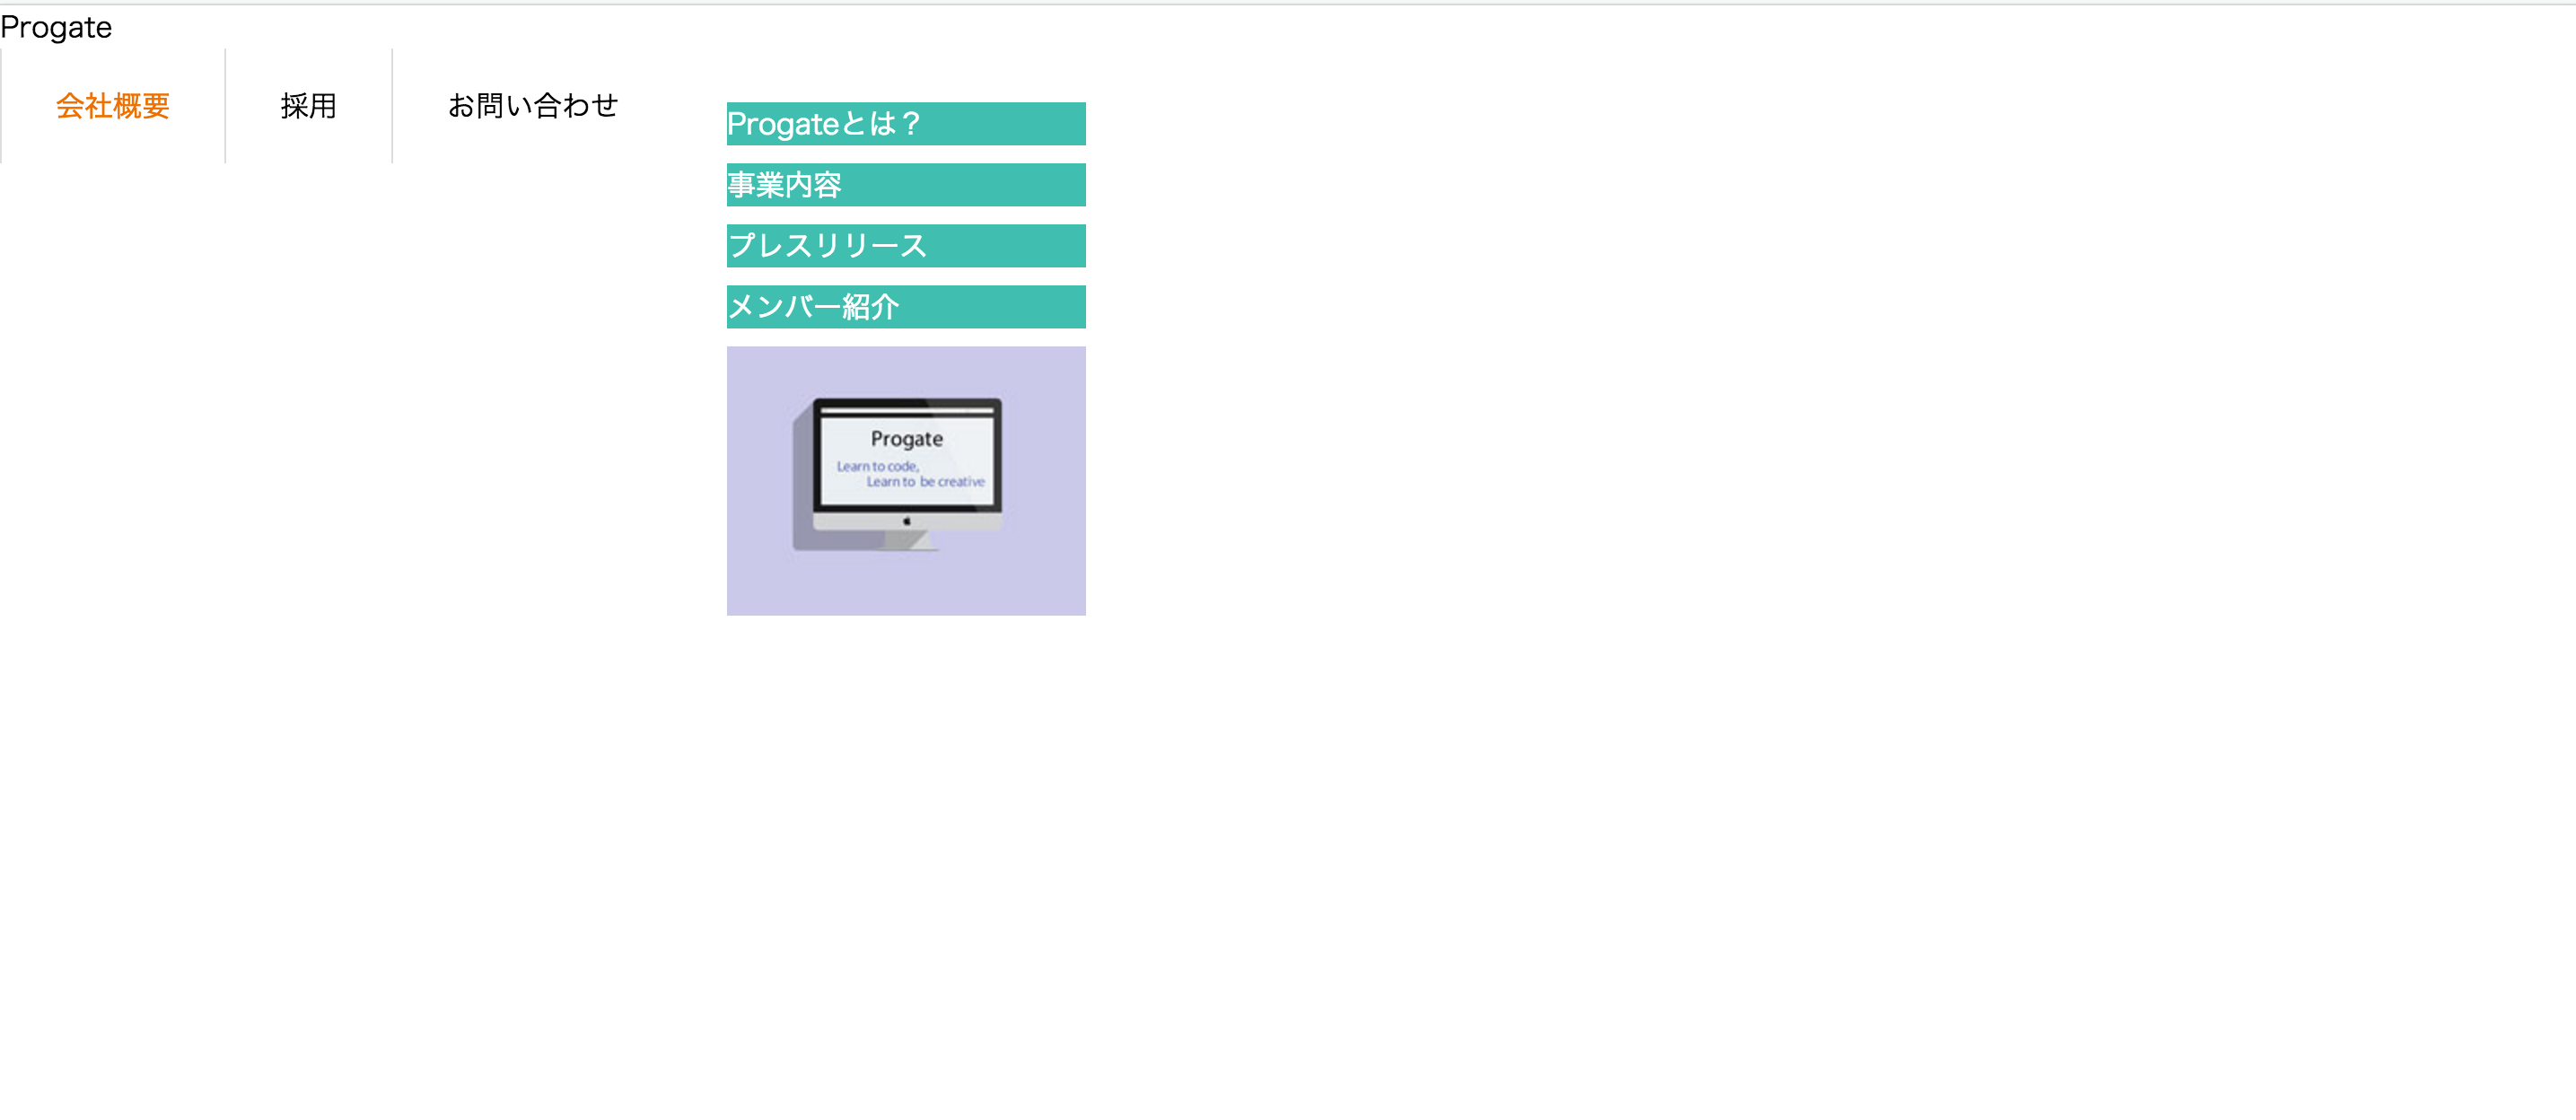 Progate
会社概要
採用
お問い合わせ
Progateとは？
事業内容
プレスリリース
メンバー紹介
Progate
Learn to code,
Learn to be creative